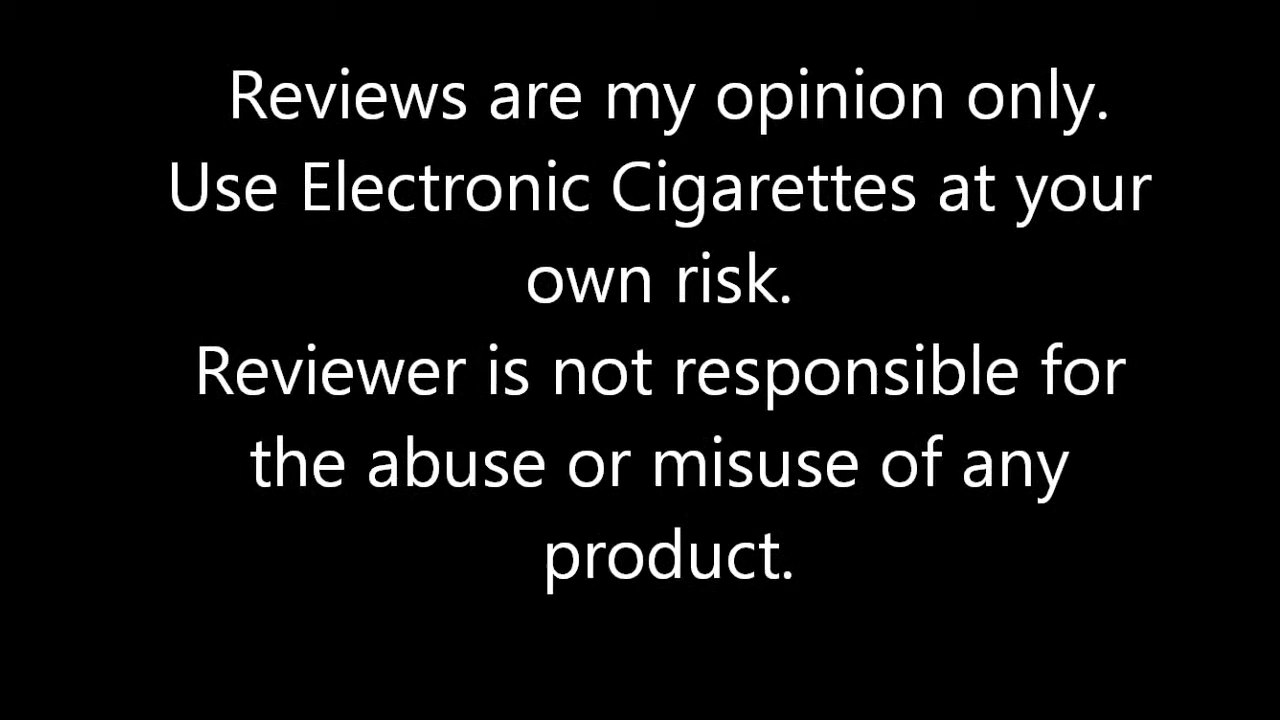 Reviews are my opinion only.
Use Electronic Cigarettes at your
own risk.
Reviewer is not responsible for
the abuse or misuse of any
product.